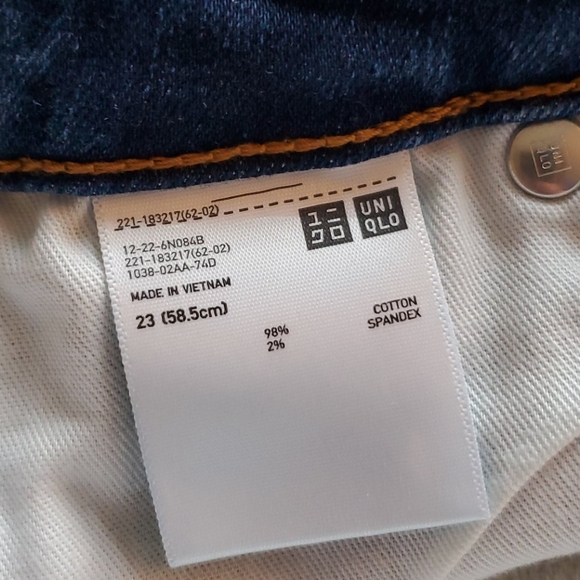 221-183217(62-02)
ユニ
クロ
UNI
QLO
12-22-6N084B
221-183217(62-02)
1038-02AA-74D
MADE IN VIETNAM
23 (58.5cm)
98% COTTON
2% SPANDEX